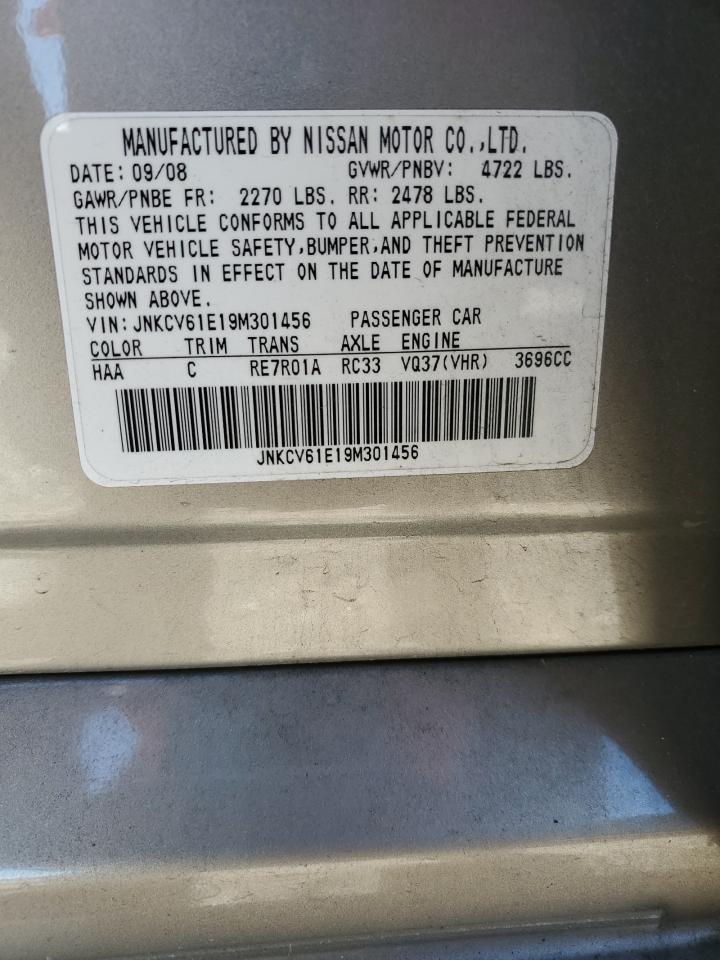 MANUFACTURED BY NISSAN MOTOR CO.,LTD.
DATE: 09/08 GVWR/PNBV: 4722 LBS.
GAWR/PNBE FR: 2270 LBS. RR: 2478 LBS.
THIS VEHICLE CONFORMS TO ALL APPLICABLE FEDERAL
MOTOR VEHICLE SAFETY,BUMPER,AND THEFT PREVENTION
STANDARDS IN EFFECT ON THE DATE OF MANUFACTURE
SHOWN ABOVE.
VIN:JNKCV61E19M301456 PASSENGER CAR
COLOR TRIM TRANS AXLE ENGINE
HAA C RE7R01A RC33 VQ37(VHR) 3696CC
JNKCV61E19M301456